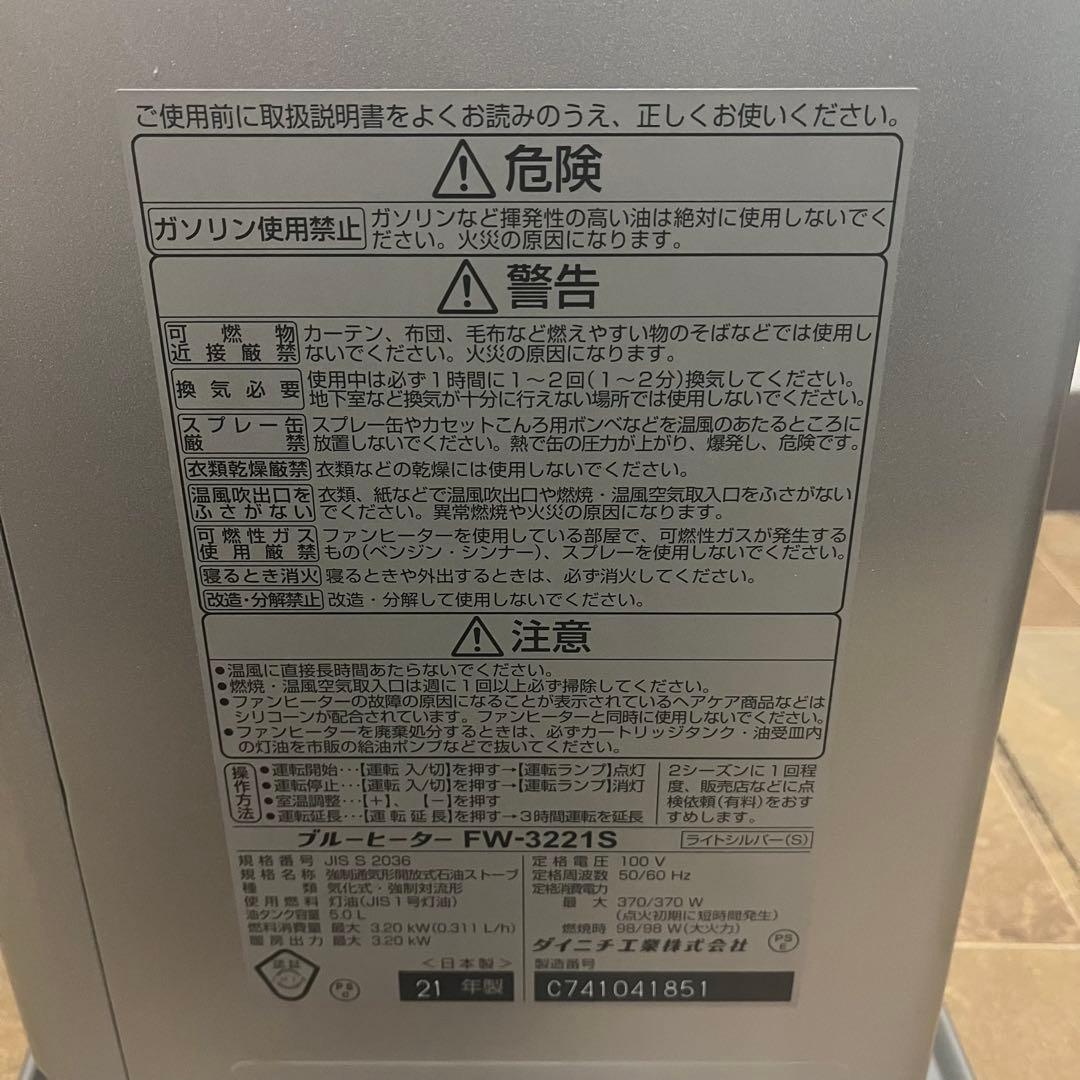 ご使用前に取扱説明書をよくお読みのうえ、正しくお使いください。
危険
ガソリン使用禁止
ガソリンなど揮発性の高い油は絶対に使用しないでく
ださい。火災の原因になります。
警告
可燃物
近接厳禁
カーテン、布団、毛布など燃えやすい物のそばなどでは使用し
ないでください。火災の原因になります。
換気必要
使用中は必ず1時間に1〜2回(1〜2分)換気してください。
地下室など換気が十分に行えない場所では使用しないでください。
スプレー缶
厳禁
スプレー缶やカセットこんろ用ボンベなどを温風のあたるところに
放置しないでください。熱で缶の圧力が上がり、爆発し、危険です。
衣類乾燥厳禁
衣類などの乾燥には使用しないでください。
温風吹出口を
ふさがない
衣類、紙などで温風吹出口や燃焼・温風空気取入口をふさがない
でください。異常燃焼や火災の原因になります。
可燃性ガス
使用厳禁
ファンヒーターを使用している部屋で、可燃性ガスが発生する
もの(ベンジン・シンナー)、スプレーを使用しないでください。
寝るとき消火
寝るときや外出するときは、必ず消火してください。
改造・分解禁止
改造・分解して使用しないでください。
注意
●温風に直接長時間あたらないでください。
●燃焼・温風空気取入口は週に1回以上必ず掃除してください。
●ファンヒーターの故障の原因になることが表示されているヘアケア商品などは
シリコーンが配合されています。ファンヒーターと同時に使用しないでください。
●ファンヒーターを廃棄処分するときは、必ずカートリッジタンク・油受皿内
の灯油を市販の給油ポンプなどで抜いてください。
操作方法
●運転開始･･･【運転 入/切】を押す→【運転ランプ】点灯
●運転停止･･･【運転 入/切】を押す→【運転ランプ】消灯
●室温調整･･･【+】、【−】を押す
●運転延長･･･【運転延長】を押す→3時間運転を延長
2シーズンに1回程
度、販売店などに点
検依頼(有料)をおす
すめします。
ブルーヒーター FW-3221S
ライトシルバー(S)
規格番号 JIS S 2036
規格名称 強制通気形開放式石油ストーブ
種類 気化式・強制対流形
使用燃料 灯油(JIS1号灯油)
油タンク容量 5.0 L
燃料消費量 最大 3.20 kW(0.311 L/h)
暖房出力 最大 3.20 kW
定格電圧 100 V
定格周波数 50/60 Hz
定格消費電力
最大 370/370 W
(点火初期に短時間発生)
燃焼時 98/98 W(大火力)
ダイニチ工業株式会社
PS
E
認証
PS
C
<日本製>
21 年製
製造番号
C741041851